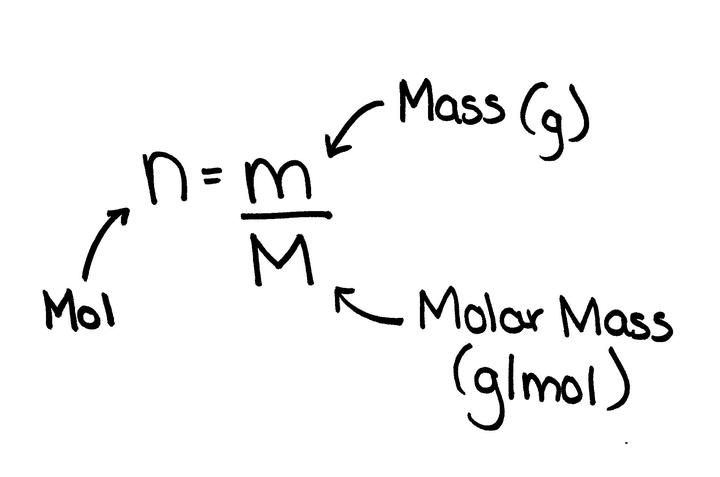 Mass (g)
n = m
M
Mol
Molar Mass
(g/mol)